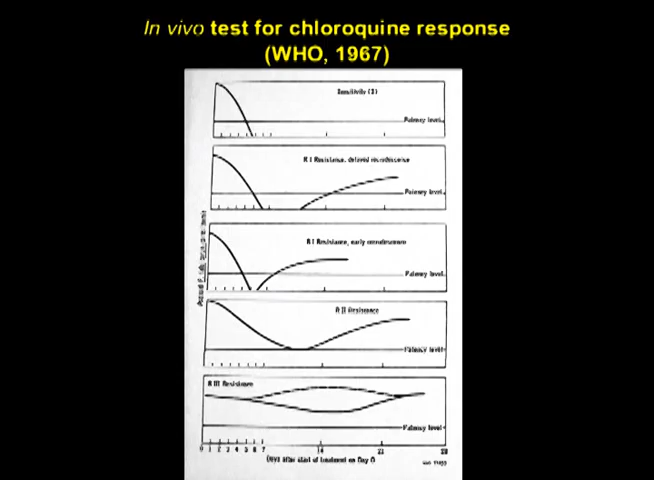 In vivo test for chloroquine response
(WHO, 1967)
Sensitivity (S)
Patency level
R I Resistance, delayed recrudescence
Patency level
R I Resistance, early recrudescence
Patency level
R II Resistance
Patency level
R III Resistance
Patency level
0 1 2 3 4 5 6 7 14 21 28
Days after start of treatment on Day 0